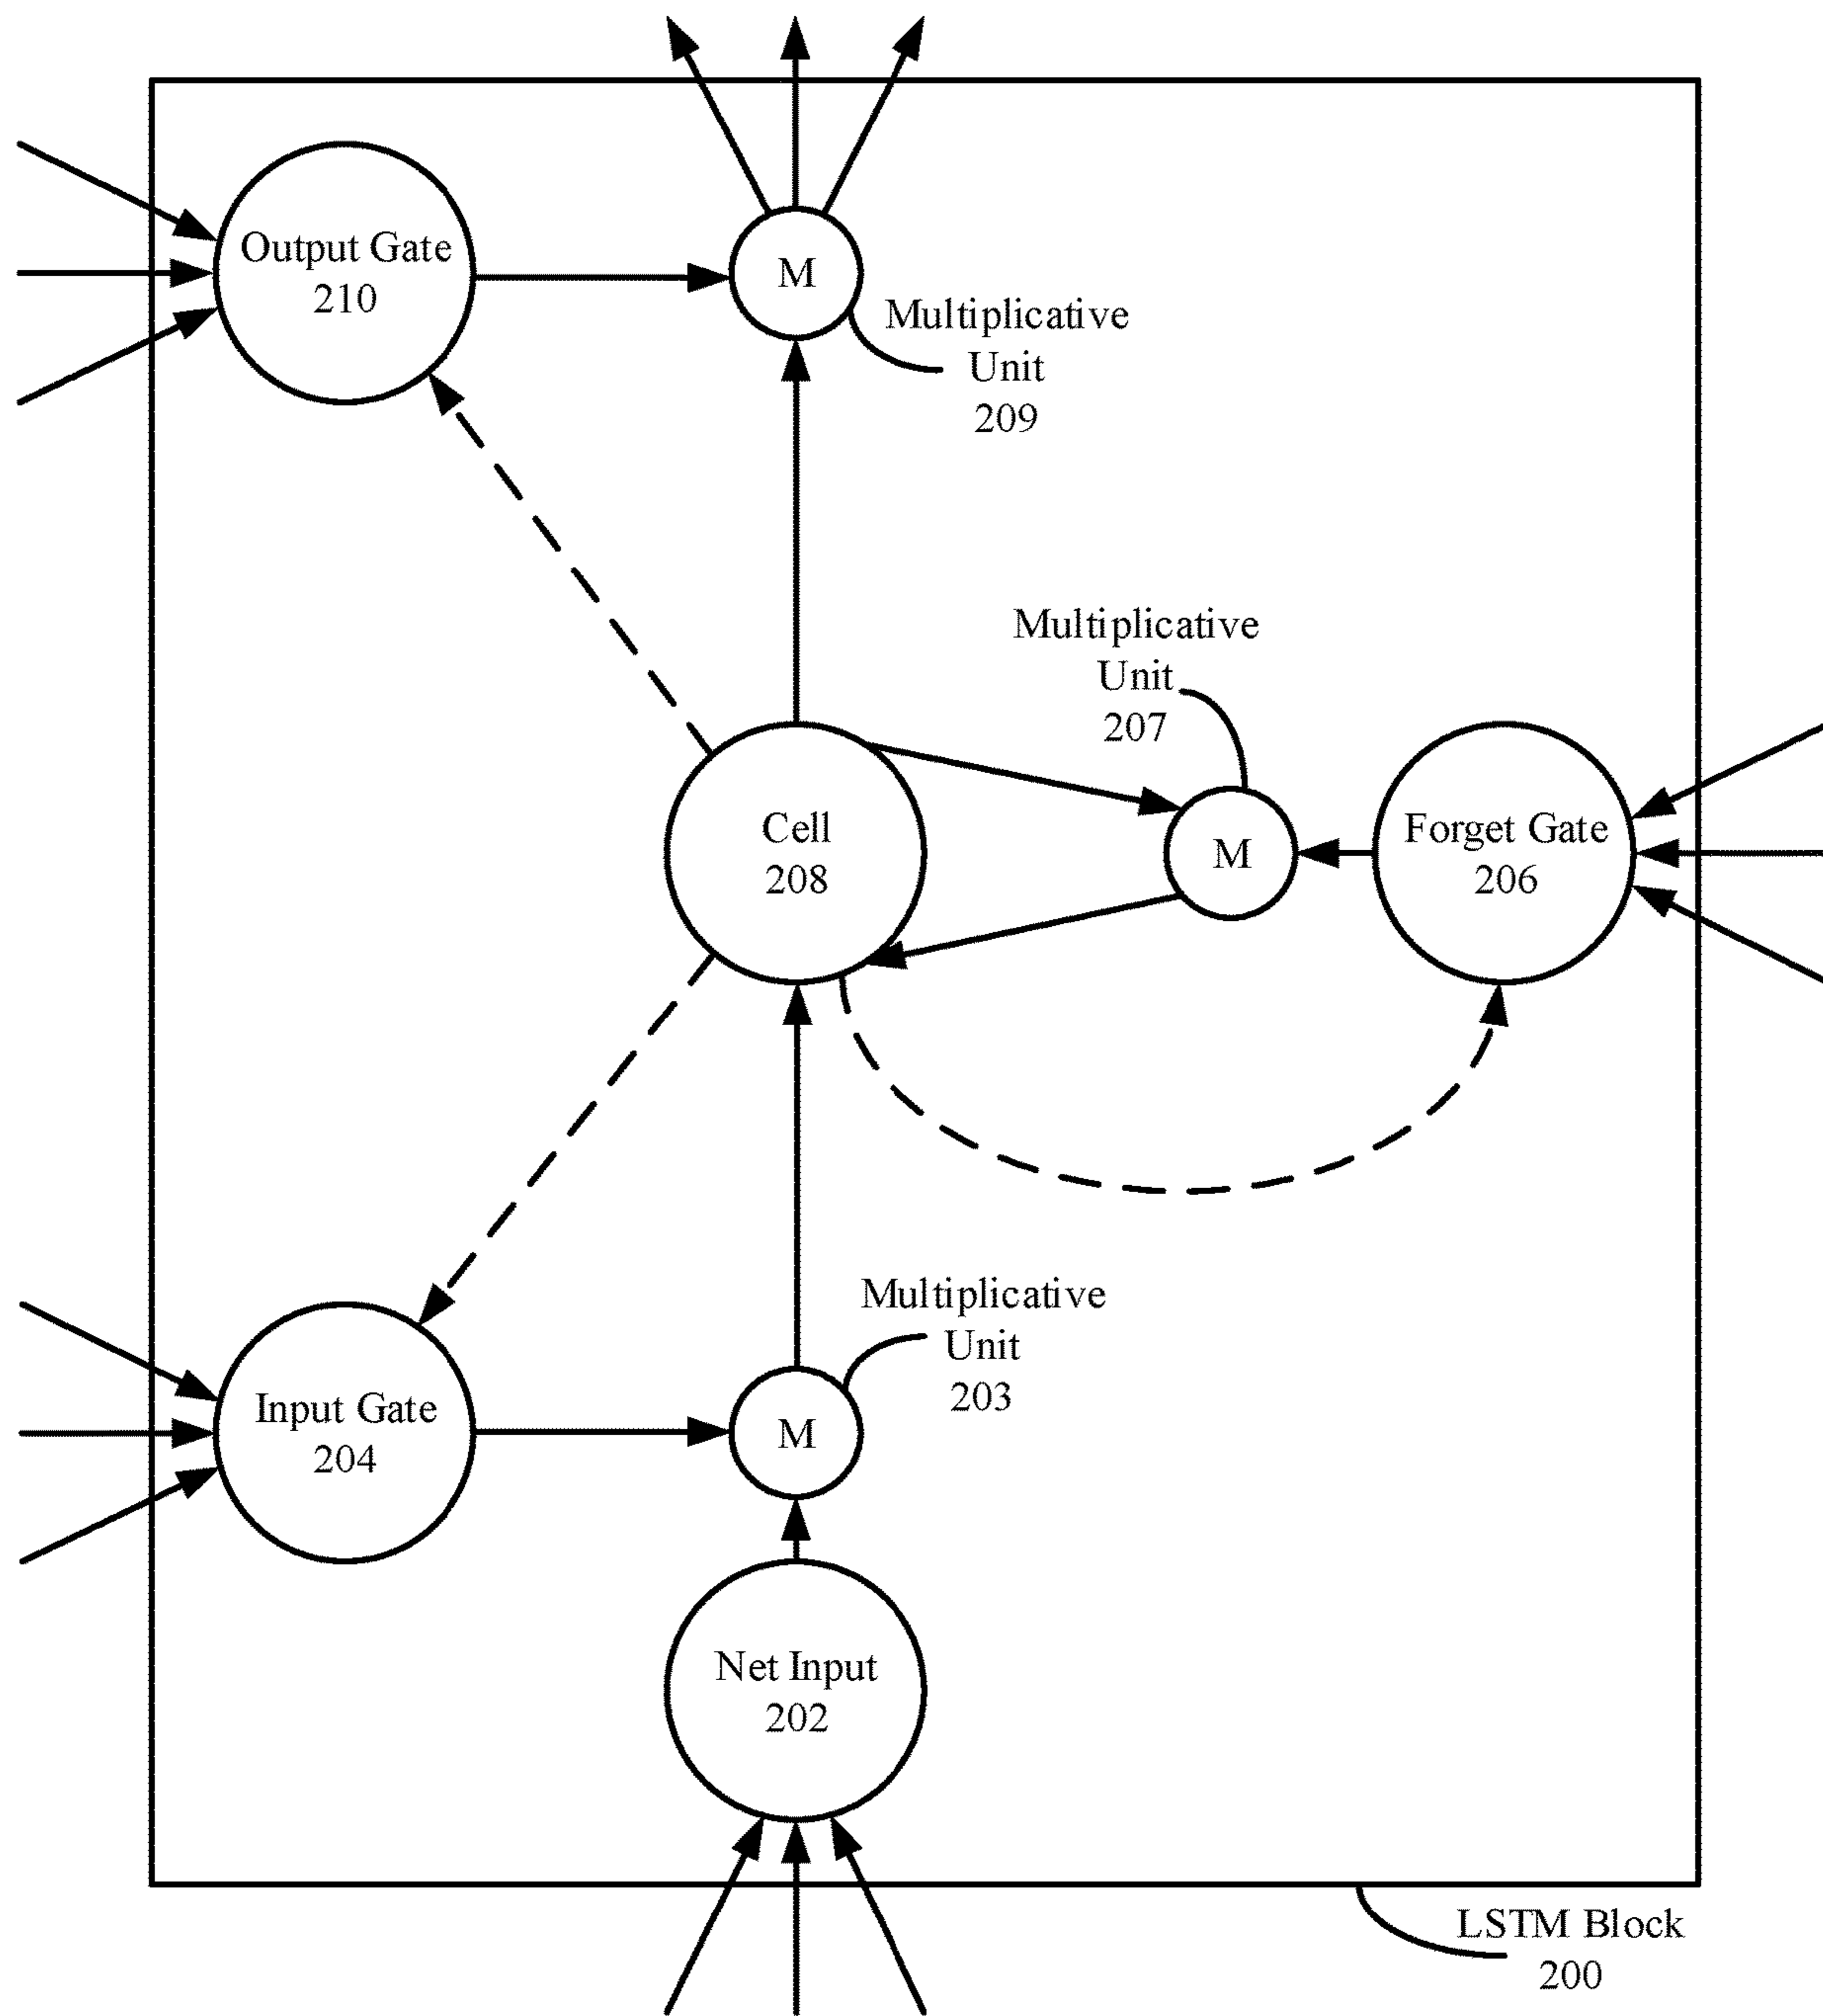 Output Gate
210
M
Multiplicative
Unit
209
Multiplicative
Unit
207
Cell
208
M
Forget Gate
206
Multiplicative
Unit
203
Input Gate
204
M
Net Input
202
LSTM Block
200